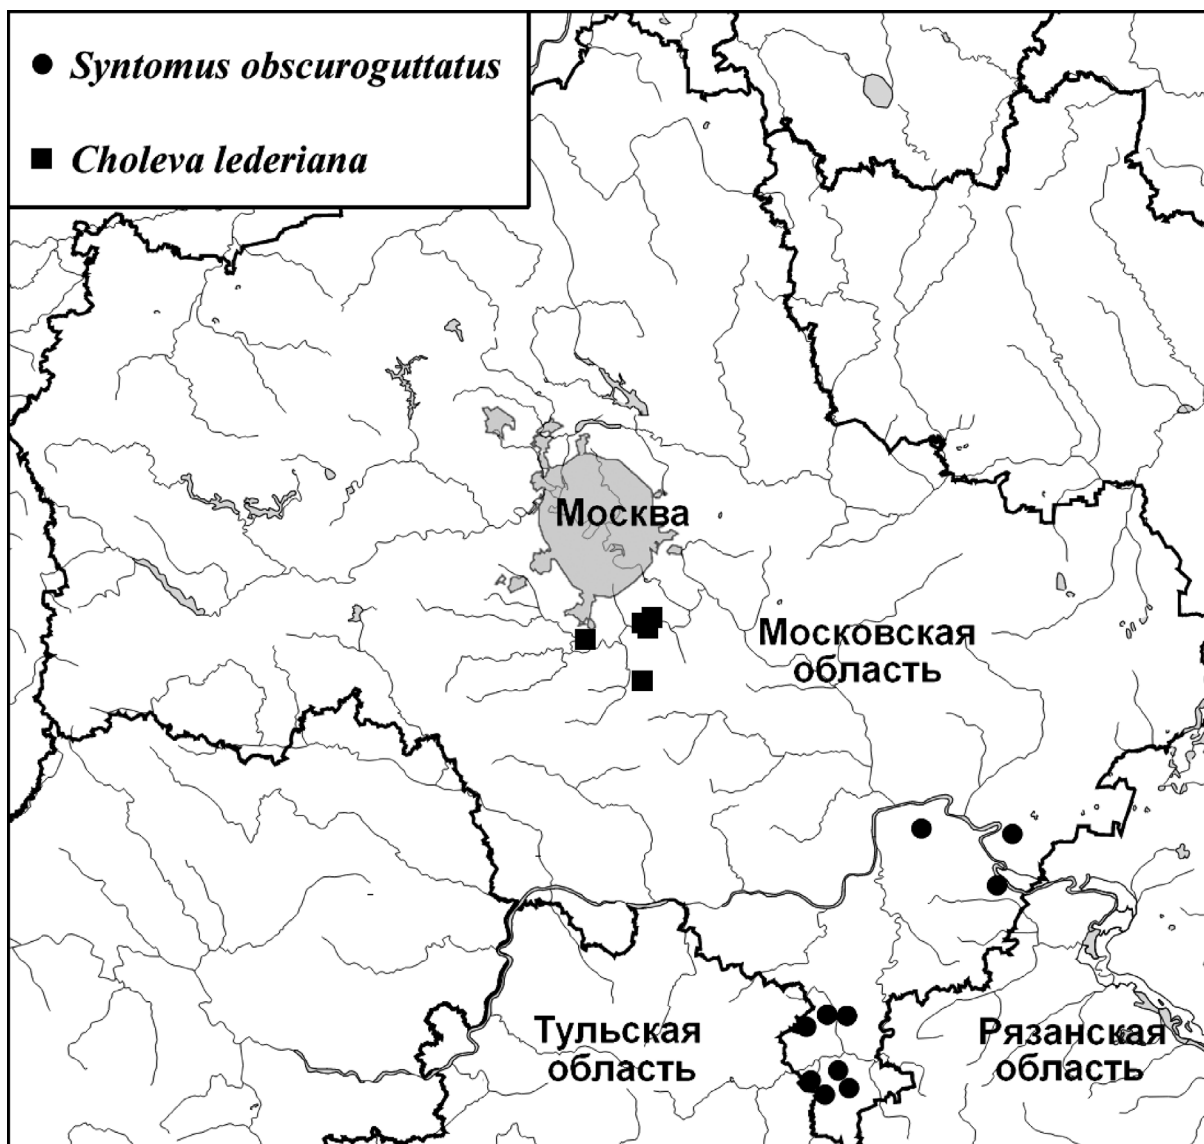 Syntomus obscuroguttatus
Choleva lederiana
Москва
Московская
область
Тульская
область
Рязанская
область